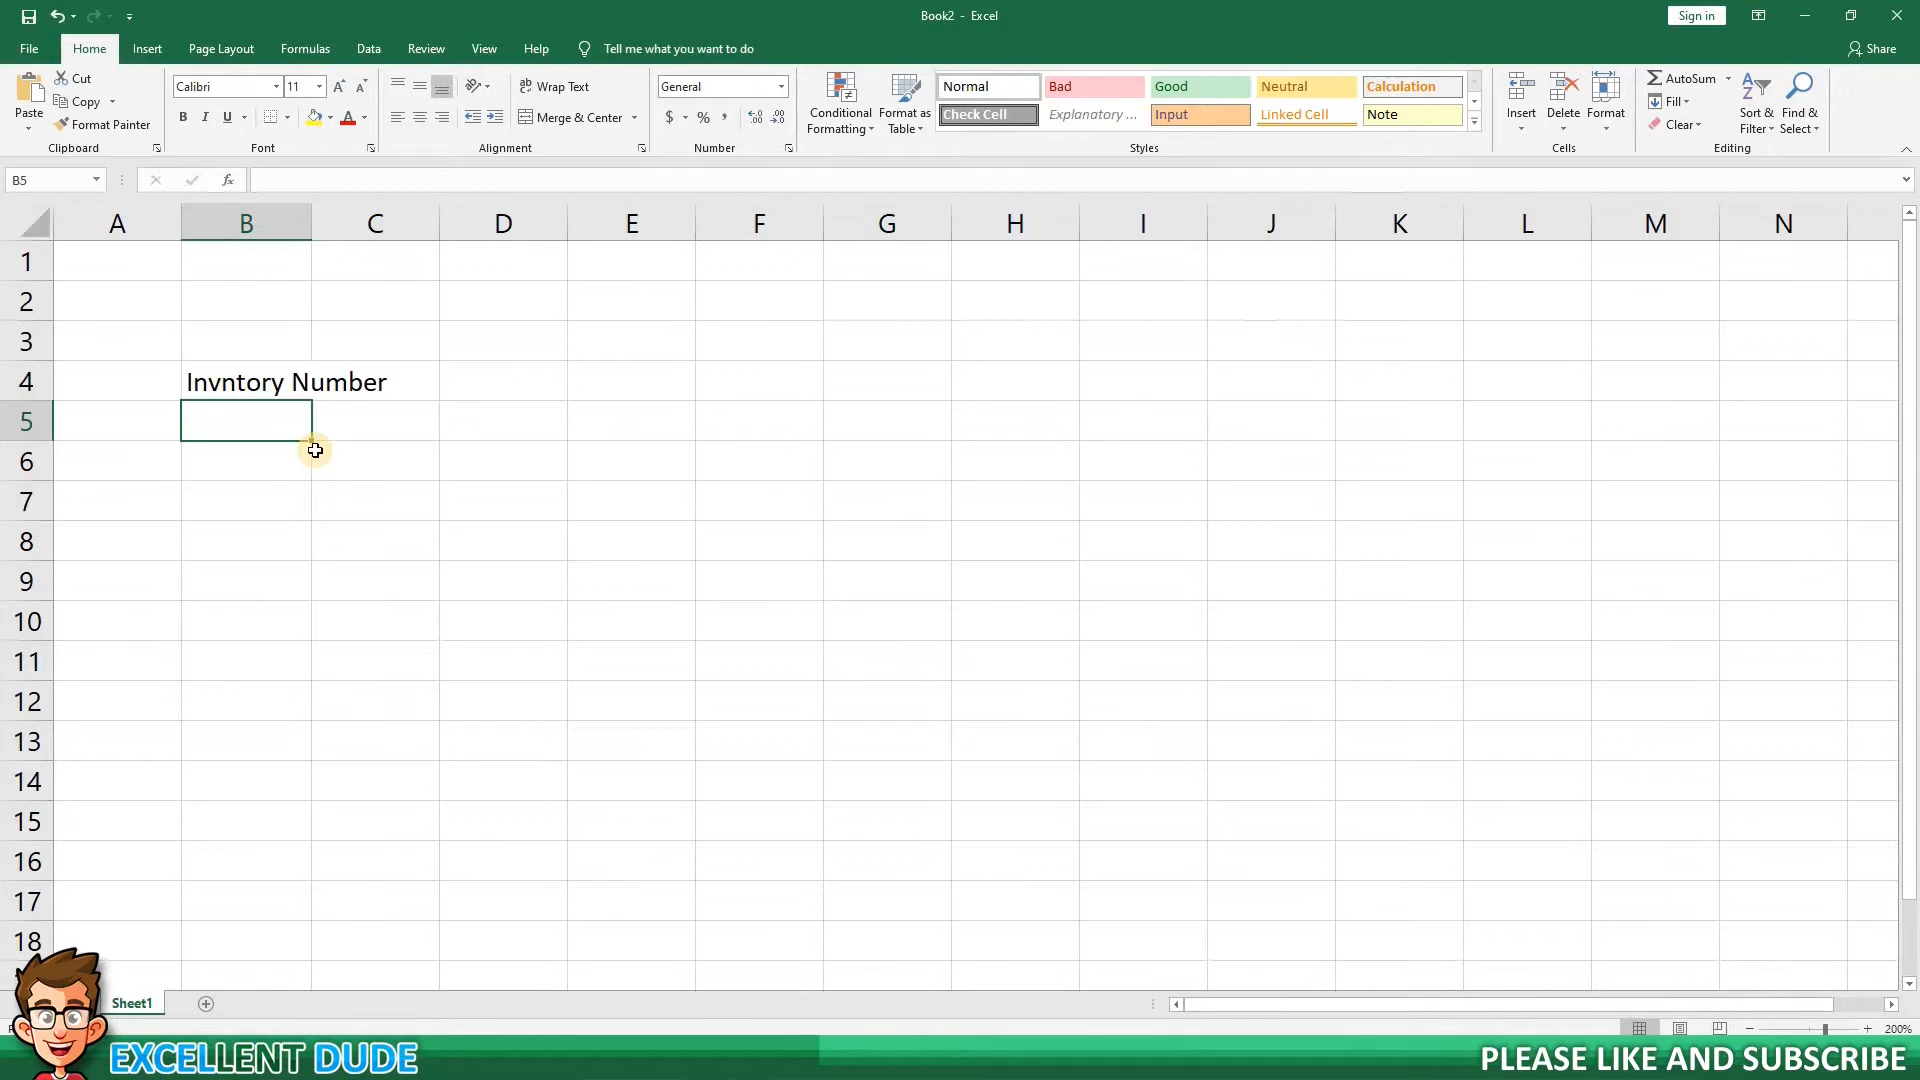 Book2 - Excel
Sign in
File Home Insert Page Layout Formulas Data Review View Help Tell me what you want to do Share
Paste
Cut
Copy
Format Painter
Clipboard
Calibri 11
B I U
Font
Wrap Text
Merge & Center
Alignment
General
$ % ,
Number
Conditional Formatting
Format as Table
Normal Bad Good Neutral Calculation
Check Cell Explanatory ... Input Linked Cell Note
Styles
Insert Delete Format
Cells
AutoSum
Fill
Clear
Sort & Filter
Find & Select
Editing
B5
fx
A B C D E F G H I J K L M N
1
2
3
4 Invntory Number
5
6
7
8
9
10
11
12
13
14
15
16
17
18
Sheet1
200%
EXCELLENT DUDE
PLEASE LIKE AND SUBSCRIBE